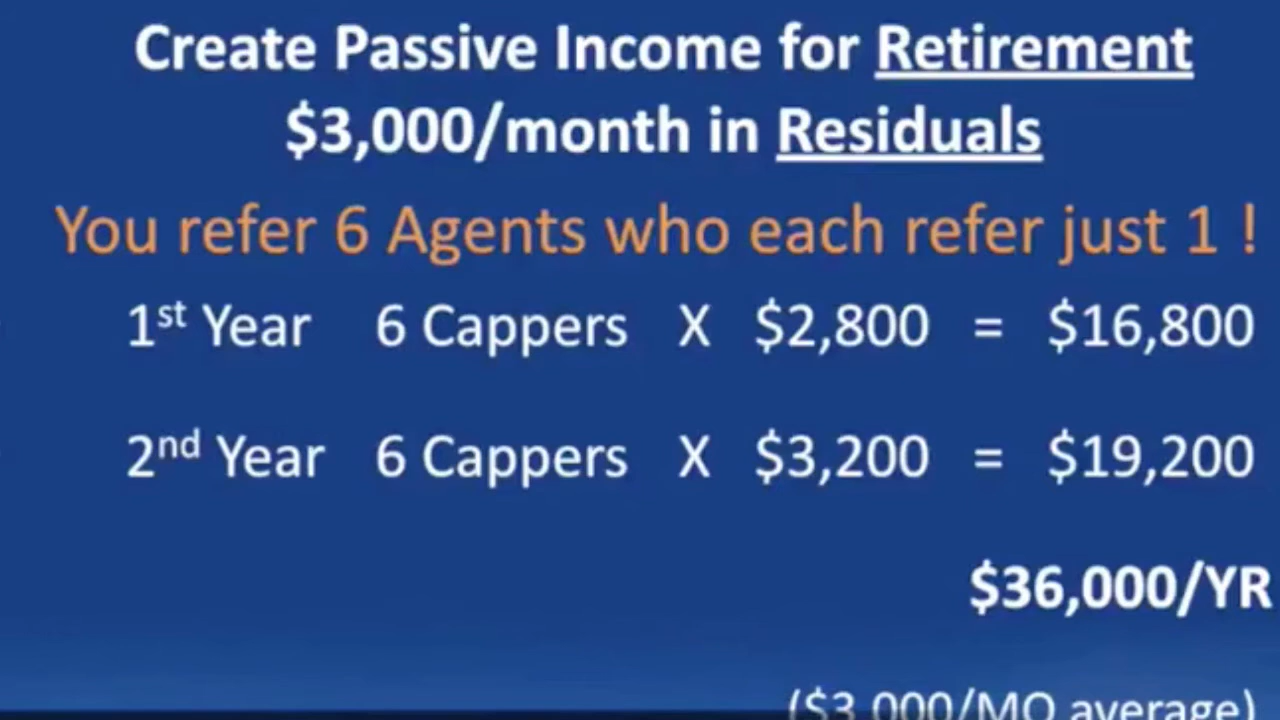 Create Passive Income for Retirement
$3,000/month in Residuals
You refer 6 Agents who each refer just 1 !
1st Year 6 Cappers X $2,800 = $16,800
2nd Year 6 Cappers X $3,200 = $19,200
$36,000/YR
($3,000/MO average)